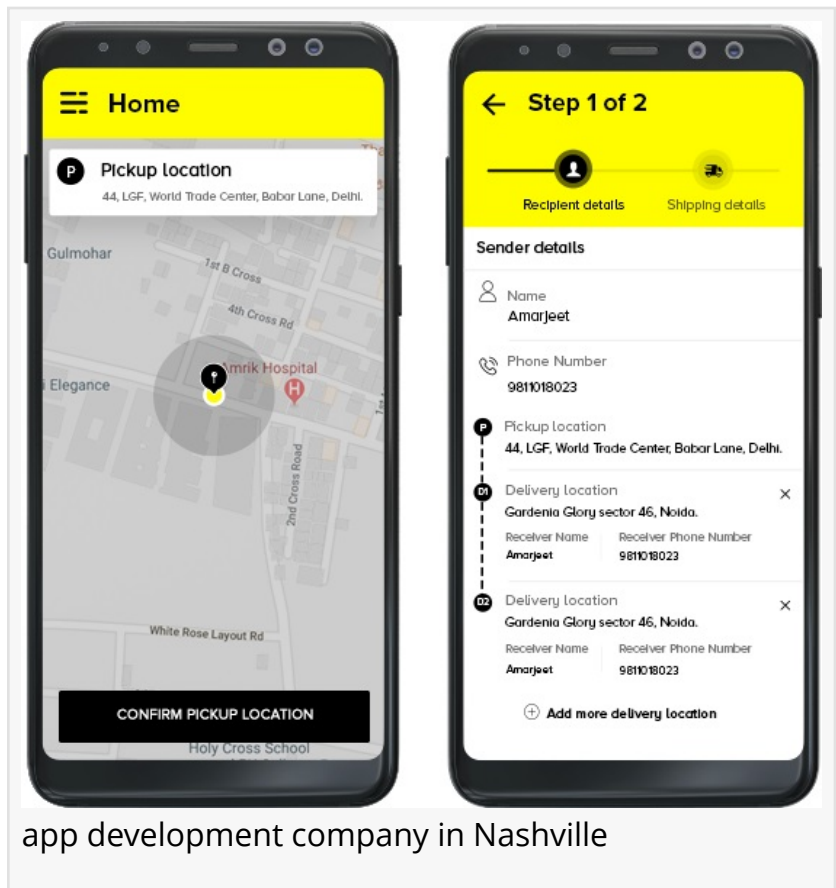 Home
P
Pickup location
44, LGF, World Trade Center, Babar Lane, Delhi.
Gulmohar
1st B Cross
4th Cross Rd
Amrik Hospital
H
i Elegance
2nd Cross Road
White Rose Layout Rd
CONFIRM PICKUP LOCATION
Holy Cross School
Step 1 of 2
Recipient details
Shipping details
Sender details
Name
Amarjeet
Phone Number
9811018023
P
Pickup location
44, LGF, World Trade Center, Babar Lane, Delhi.
D1
Delivery location
Gardenia Glory sector 46, Noida.
Receiver Name Receiver Phone Number
Amarjeet 9811018023
D2
Delivery location
Gardenia Glory sector 46, Noida.
Receiver Name Receiver Phone Number
Amarjeet 9811018023
Add more delivery location
app development company in Nashville